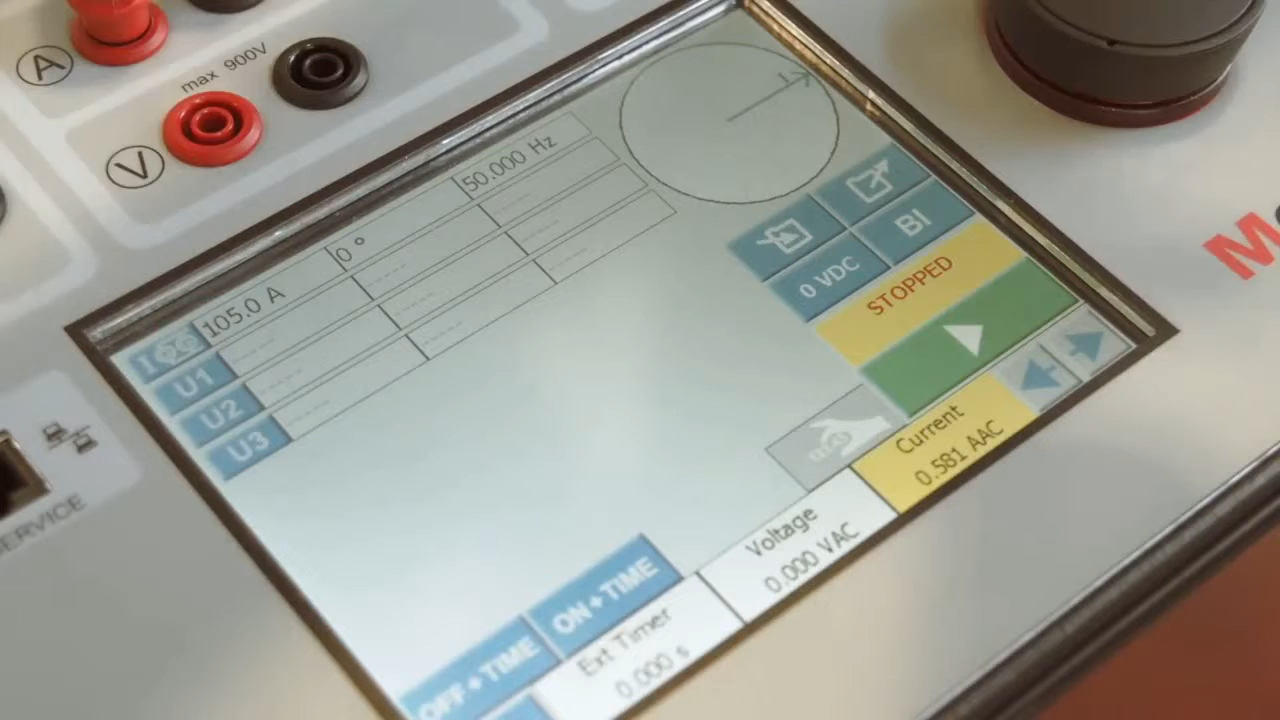 A
max 900V
V
I
105.0 A
0 °
50.000 Hz
U1
U2
U3
I
BI
0 VDC
STOPPED
Current
0.581 AAC
Voltage
0.000 VAC
ON+TIME
Ext Timer
0.000 s
OFF+TIME
SERVICE
M